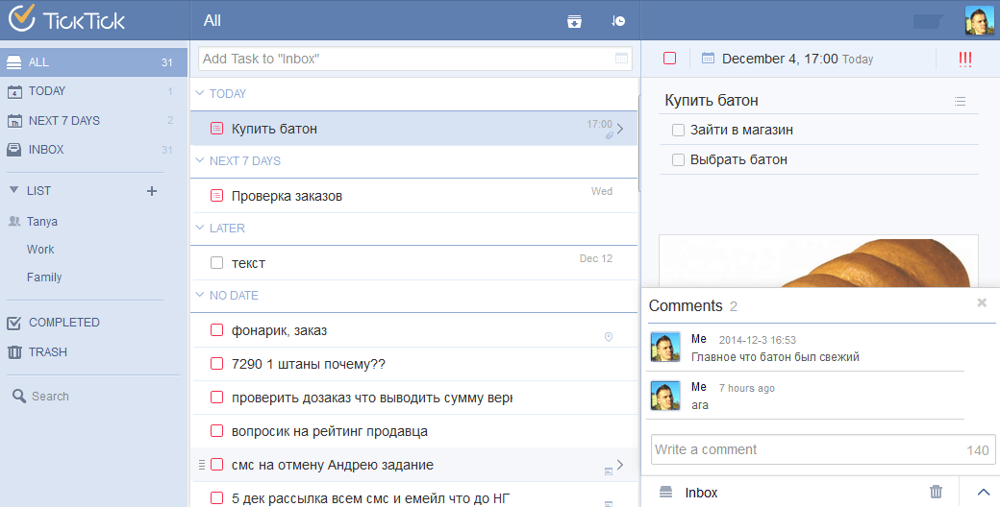 TickTick
ALL 31
TODAY 1
NEXT 7 DAYS 2
INBOX 31
LIST
Tanya
Work
Family
COMPLETED
TRASH
Search
All
Add Task to "Inbox"
TODAY
Купить батон 17:00
NEXT 7 DAYS
Проверка заказов Wed
LATER
текст Dec 12
NO DATE
фонарик, заказ
7290 1 штаны почему??
проверить дозаказ что выводить сумму
вопросик на рейтинг продавца
смс на отмену Андрею задание
5 дек рассылка всем смс и емейл что до НГ
December 4, 17:00 Today !!!
Купить батон
Зайти в магазин
Выбрать батон
Comments 2
Me 2014-12-3 16:53
Главное что батон был свежий
Me 7 hours ago
ага
Write a comment 140
Inbox